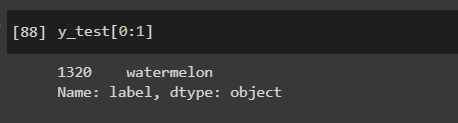 [88] y_test[0:1]
1320    watermelon
Name: label, dtype: object